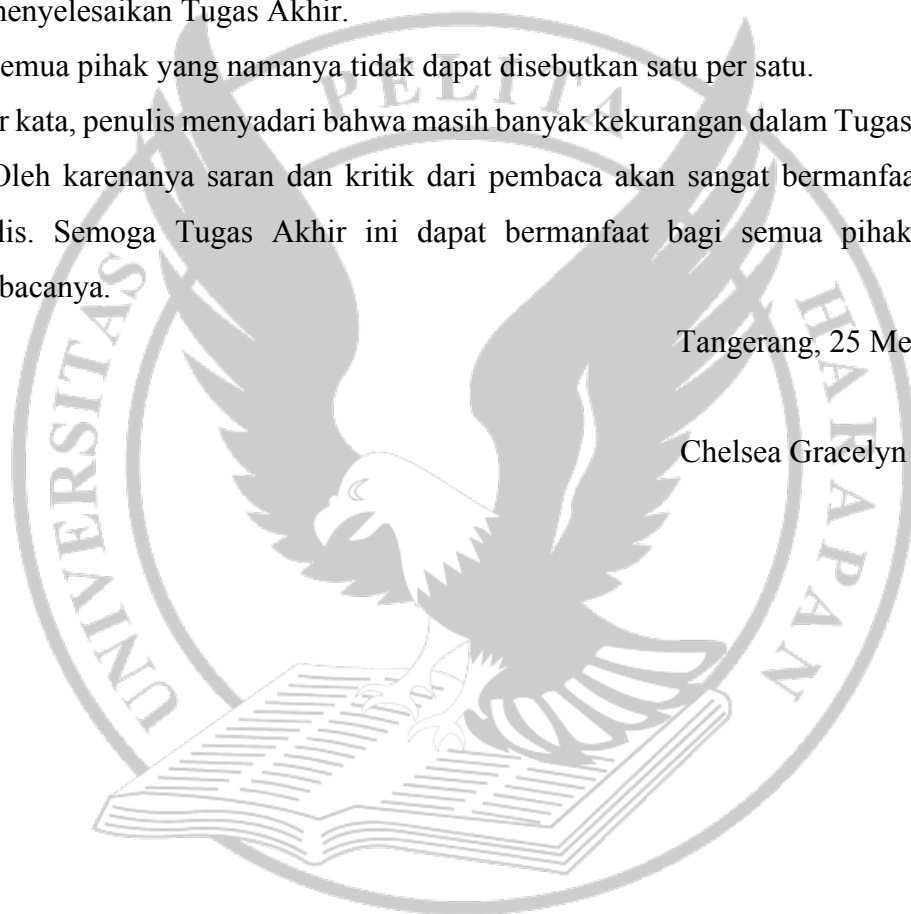 menyelesaikan Tugas Akhir.
emua pihak yang namanya tidak dapat disebutkan satu per satu.
r kata, penulis menyadari bahwa masih banyak kekurangan dalam Tugas
Oleh karenanya saran dan kritik dari pembaca akan sangat bermanfaa
lis. Semoga Tugas Akhir ini dapat bermanfaat bagi semua pihak
bacanya.
Tangerang, 25 Me
Chelsea Gracelyn
UNIVERSITAS PELITA HARAPAN